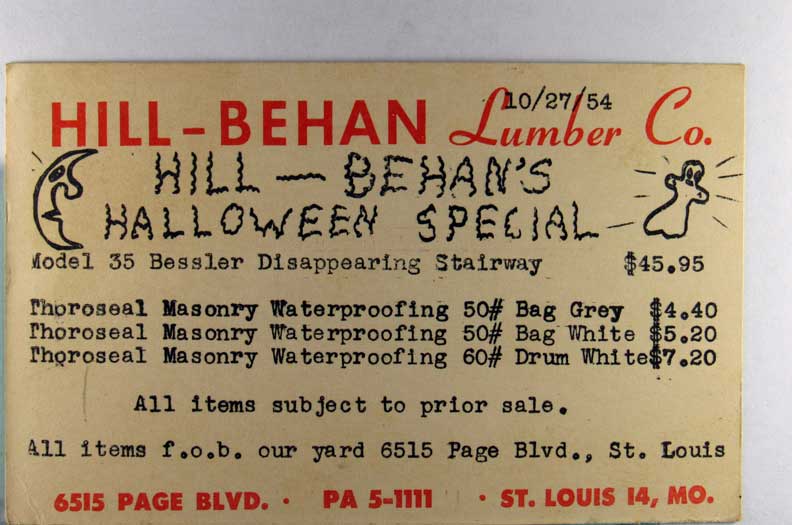 10/27/54
HILL-BEHAN Lumber Co.
HILL — BEHAN'S
HALLOWEEN SPECIAL
Model 35 Bessler Disappearing Stairway $45.95
Thoroseal Masonry Waterproofing 50# Bag Grey $4.40
Thoroseal Masonry Waterproofing 50# Bag White $5.20
Thoroseal Masonry Waterproofing 60# Drum White$7.20
All items subject to prior sale.
All items f.o.b. our yard 6515 Page Blvd., St. Louis
6515 PAGE BLVD. · PA 5-1111 · ST. LOUIS 14, MO.